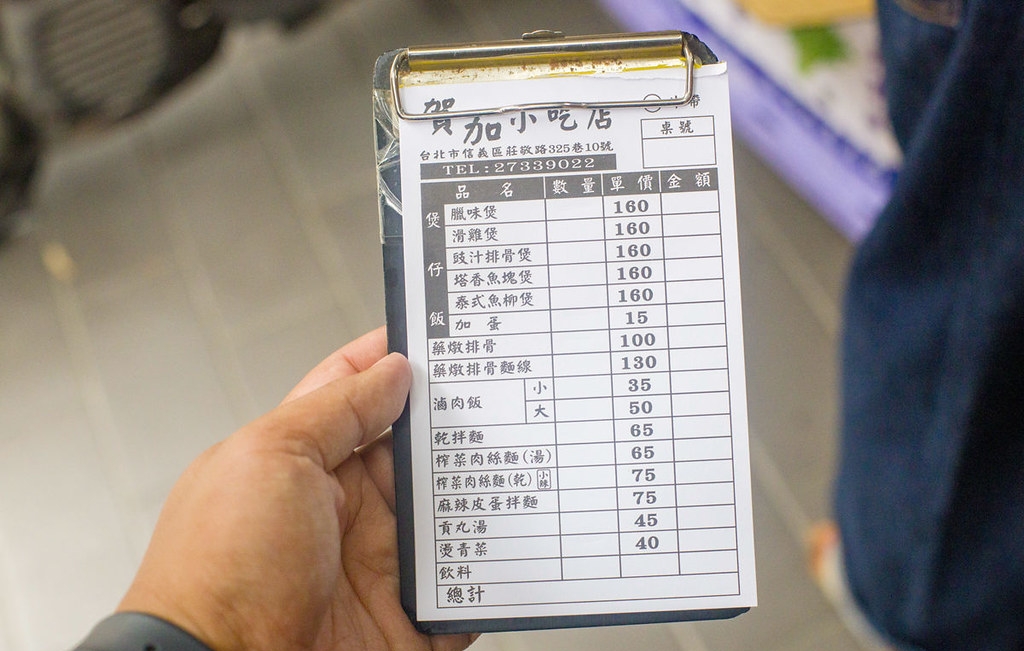 賀加小吃店
台北市信義區莊敬路325巷10號
TEL:27339022
桌號
品名 數量 單價 金額
煲仔飯
臘味煲 160
滑雞煲 160
豉汁排骨煲 160
塔香魚塊煲 160
泰式魚柳煲 160
加蛋 15
藥燉排骨 100
藥燉排骨麵線 130
滷肉飯 小 35
大 50
乾拌麵 65
榨菜肉絲麵(湯) 65
榨菜肉絲麵(乾) 小辣 75
麻辣皮蛋拌麵 75
貢丸湯 45
燙青菜 40
飲料
總計